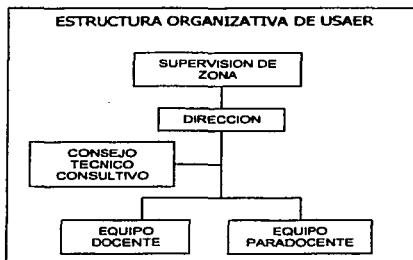 ESTRUCTURA ORGANIZATIVA DE USAER
SUPERVISION DE
ZONA
DIRECCION
CONSEJO
TECNICO
CONSULTIVO
EQUIPO
DOCENTE
EQUIPO
PARADOCENTE